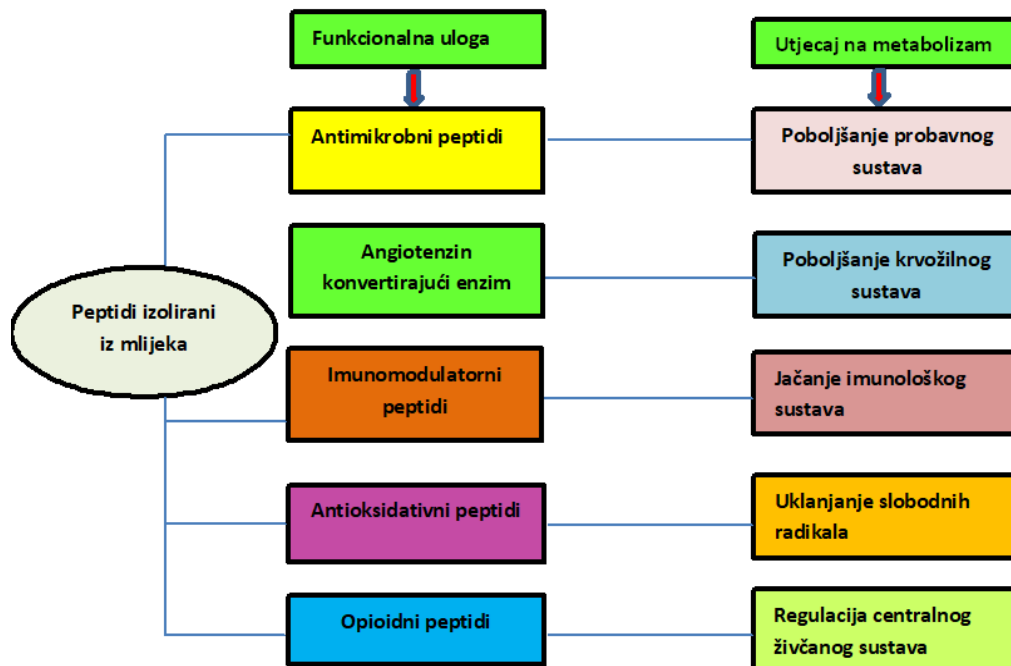 Funkcionalna uloga
Utjecaj na metabolizam
Antimikrobni peptidi
Poboljšanje probavnog
sustava
Angiotenzin
konvertirajući enzim
Poboljšanje krvožilnog
sustava
Peptidi izolirani
iz mlijeka
Imunomodulatorni
peptidi
Jačanje imunološkog
sustava
Antioksidativni peptidi
Uklanjanje slobodnih
radikala
Opioidni peptidi
Regulacija centralnog
živčanog sustava